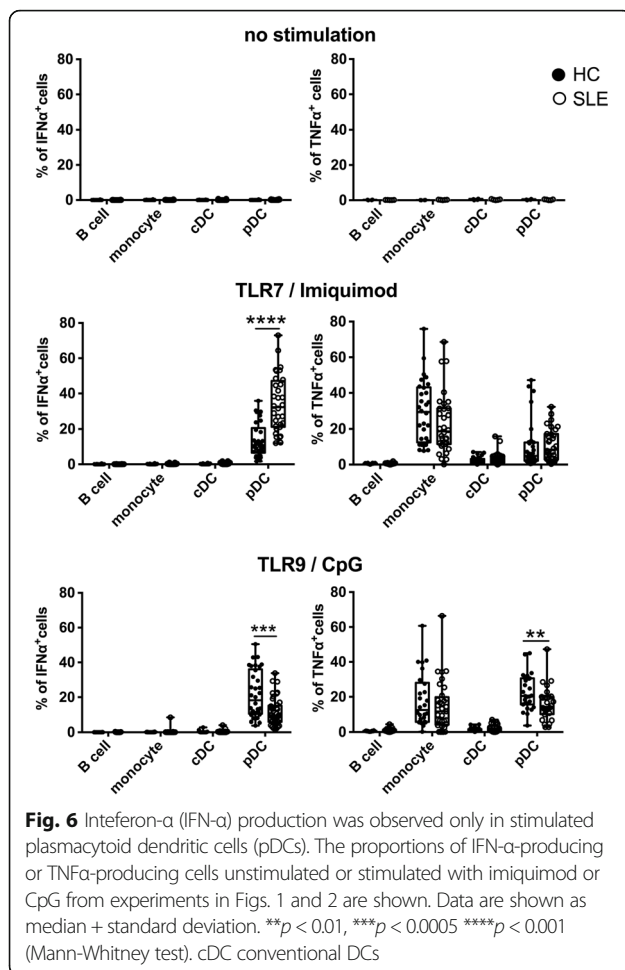 no stimulation
● HC
○ SLE
% of IFNα⁺cells
80
60
40
20
0
B cell
monocyte
cDC
pDC
% of TNFα⁺cells
80
60
40
20
0
B cell
monocyte
cDC
pDC
TLR7 / Imiquimod
% of IFNα⁺cells
80
60
40
20
0
****
B cell
monocyte
cDC
pDC
% of TNFα⁺cells
80
60
40
20
0
B cell
monocyte
cDC
pDC
TLR9 / CpG
% of IFNα⁺cells
80
60
40
20
0
***
B cell
monocyte
cDC
pDC
% of TNFα⁺cells
80
60
40
20
0
**
B cell
monocyte
cDC
pDC
Fig. 6 Inteferon-α (IFN-α) production was observed only in stimulated
plasmacytoid dendritic cells (pDCs). The proportions of IFN-α-producing
or TNFα-producing cells unstimulated or stimulated with imiquimod or
CpG from experiments in Figs. 1 and 2 are shown. Data are shown as
median + standard deviation. **p < 0.01, ***p < 0.0005 ****p < 0.001
(Mann-Whitney test). cDC conventional DCs